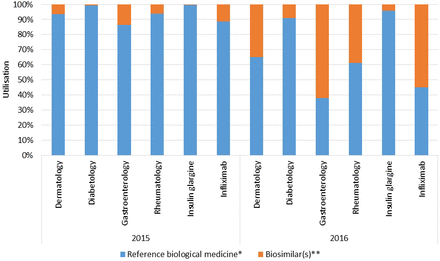 100%
90%
80%
70%
60%
50%
40%
30%
20%
10%
0%
Utilisation
Dermatology
Diabetology
Gastroenterology
Rheumatology
Insulin glargine
Infliximab
Dermatology
Diabetology
Gastroenterology
Rheumatology
Insulin glargine
Infliximab
2015
2016
Reference biological medicine*
Biosimilar(s)**